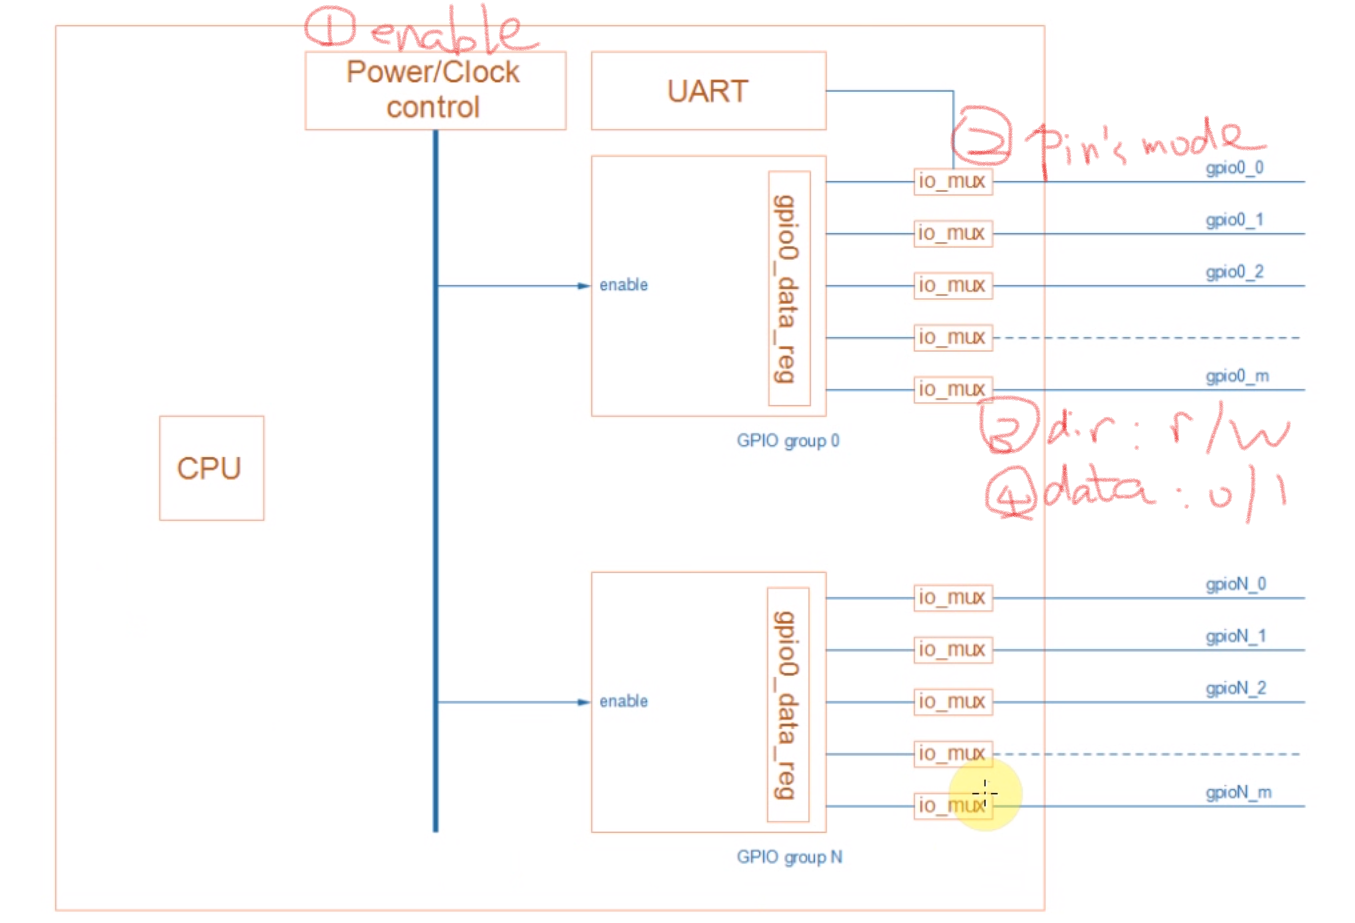 ① enable
Power/Clock
control
UART
② pin's mode
io_mux
gpio0_0
io_mux
gpio0_1
io_mux
gpio0_2
io_mux
io_mux
gpio0_m
enable
gpio0_data_reg
GPIO group 0
③ dir: r/w
④ data: 0/1
CPU
io_mux
gpioN_0
io_mux
gpioN_1
io_mux
gpioN_2
io_mux
io_mux
gpioN_m
enable
gpio0_data_reg
GPIO group N